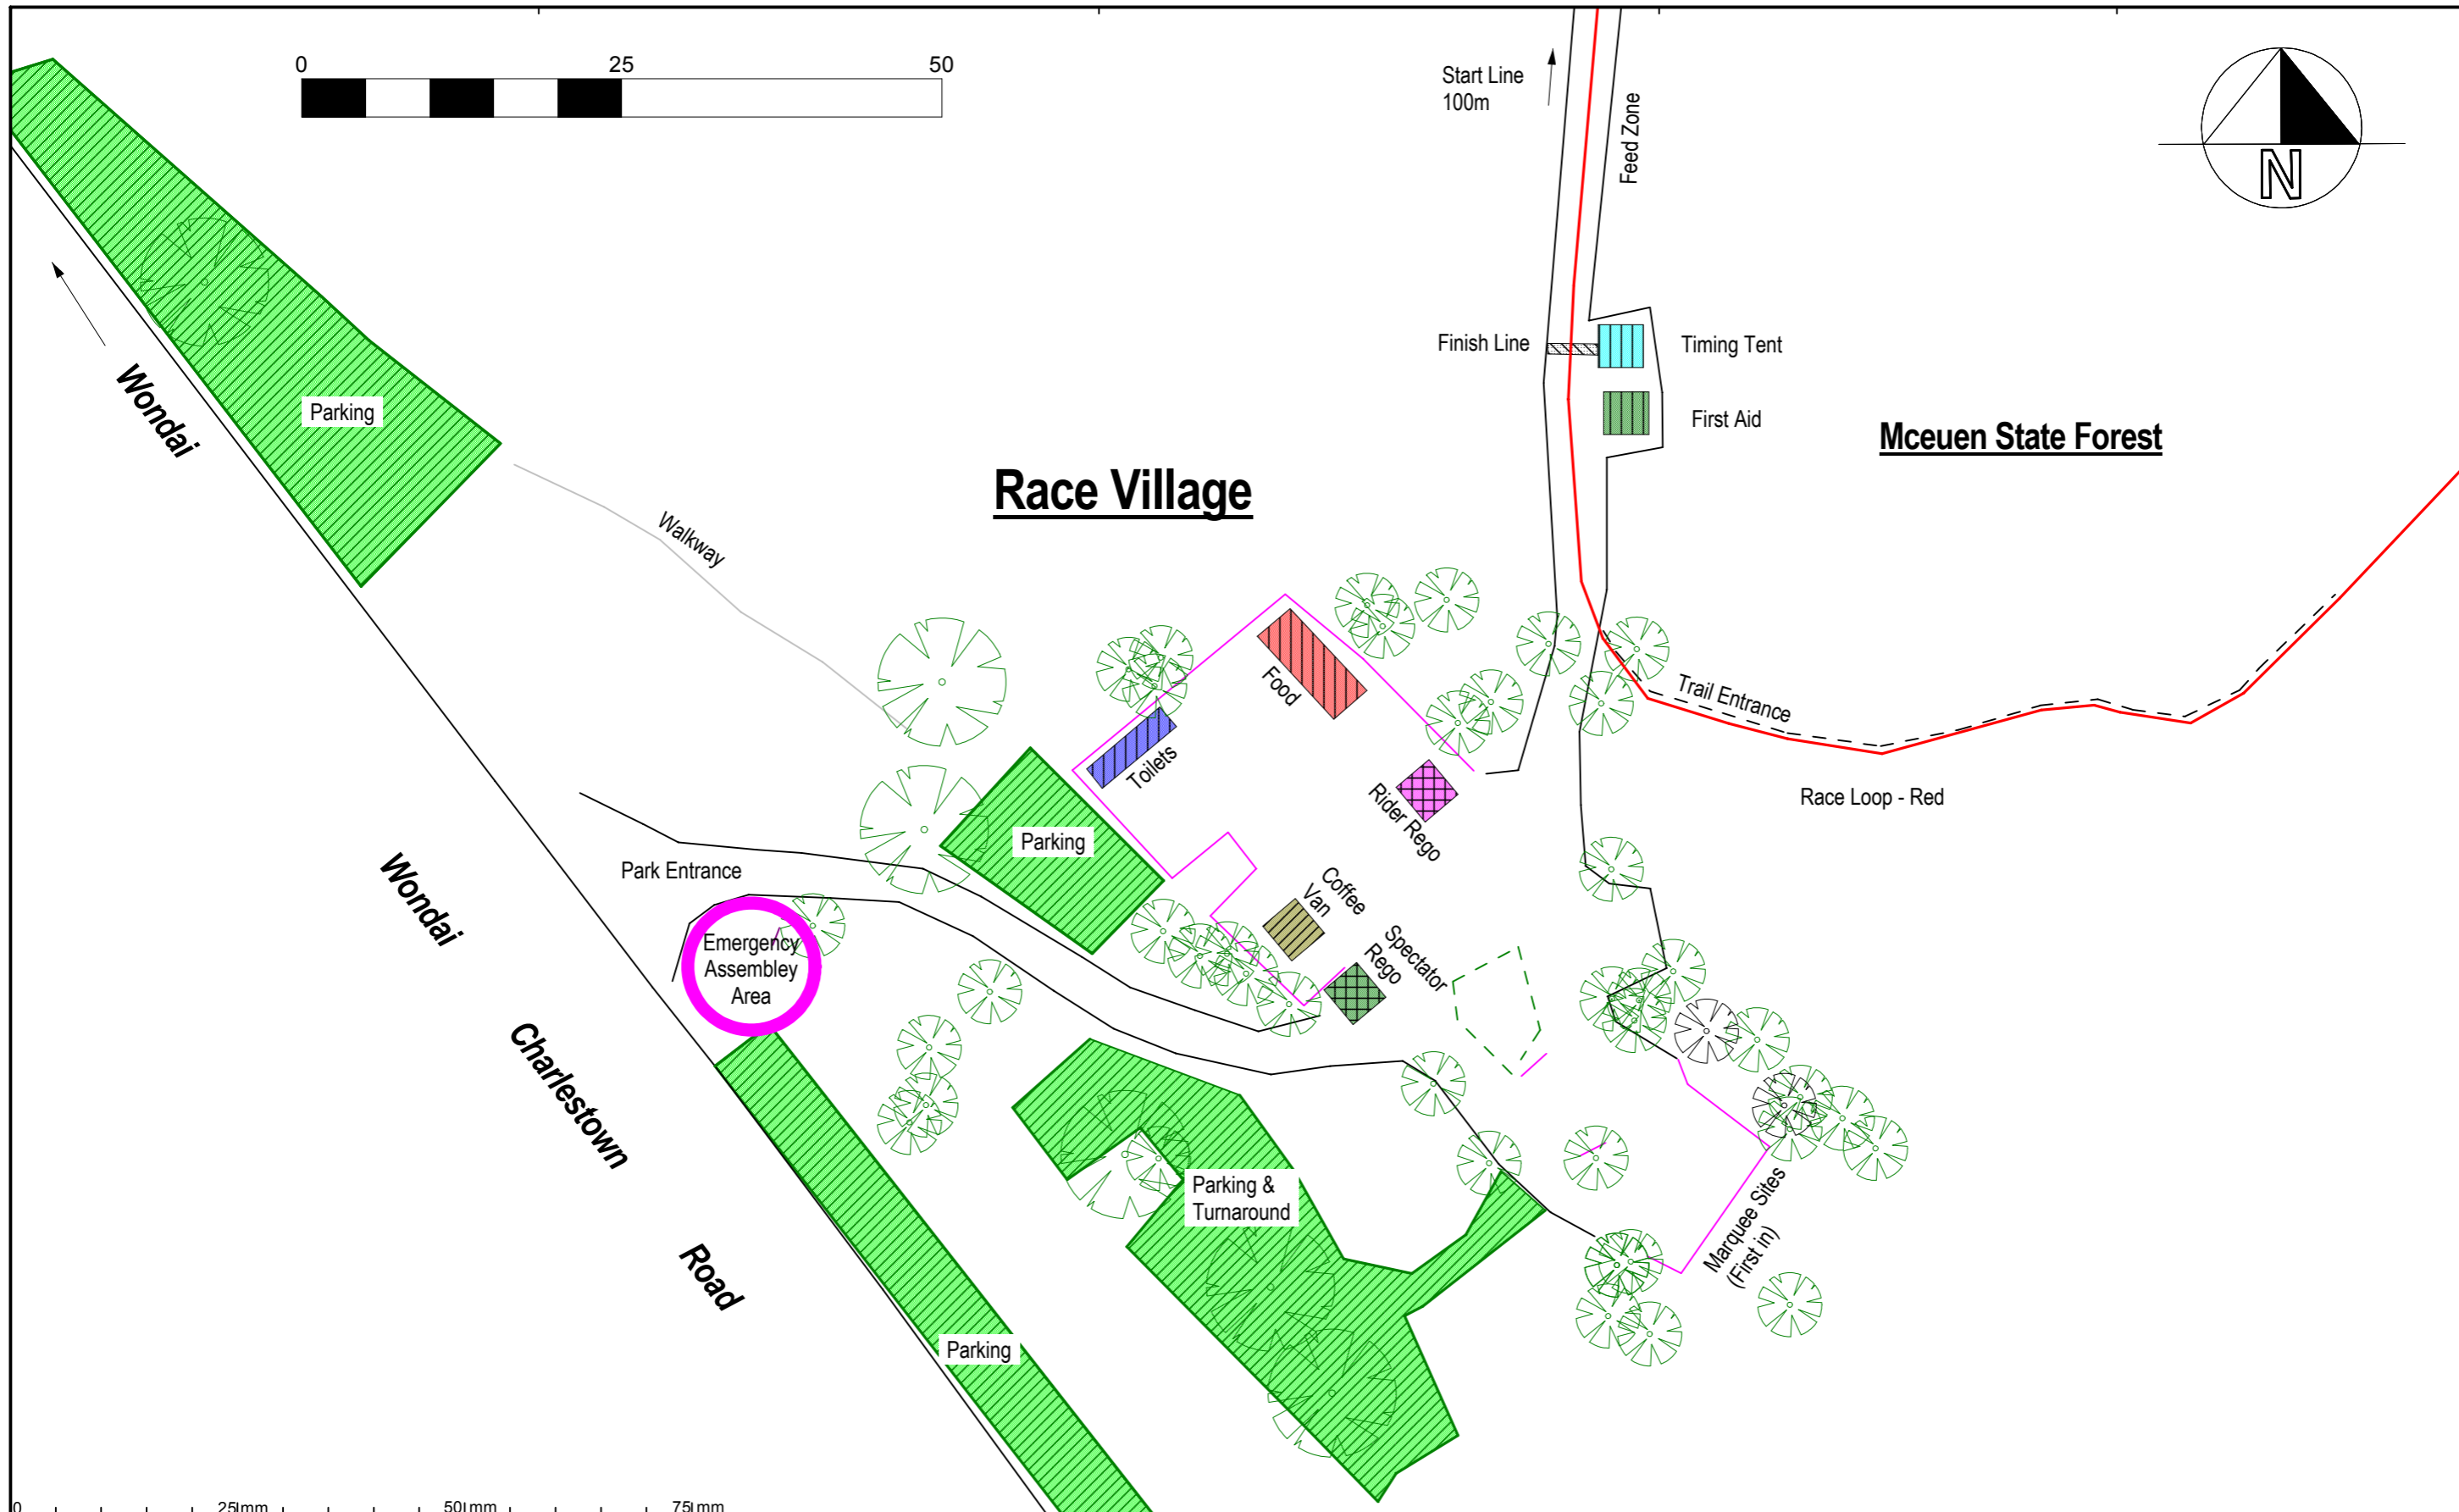 0 25 50
Start Line
100m
Feed Zone
N
Finish Line
Timing Tent
First Aid
Mceuen State Forest
Wondai
Parking
Race Village
Walkway
Food
Toilets
Trail Entrance
Rider Rego
Race Loop - Red
Parking
Park Entrance
Wondai
Coffee
Van
Spectator
Rego
Emergency
Assembley
Area
Charlestown
Parking &
Turnaround
Marquee Sites
(First in)
Road
Parking
0 25mm 50mm 75mm